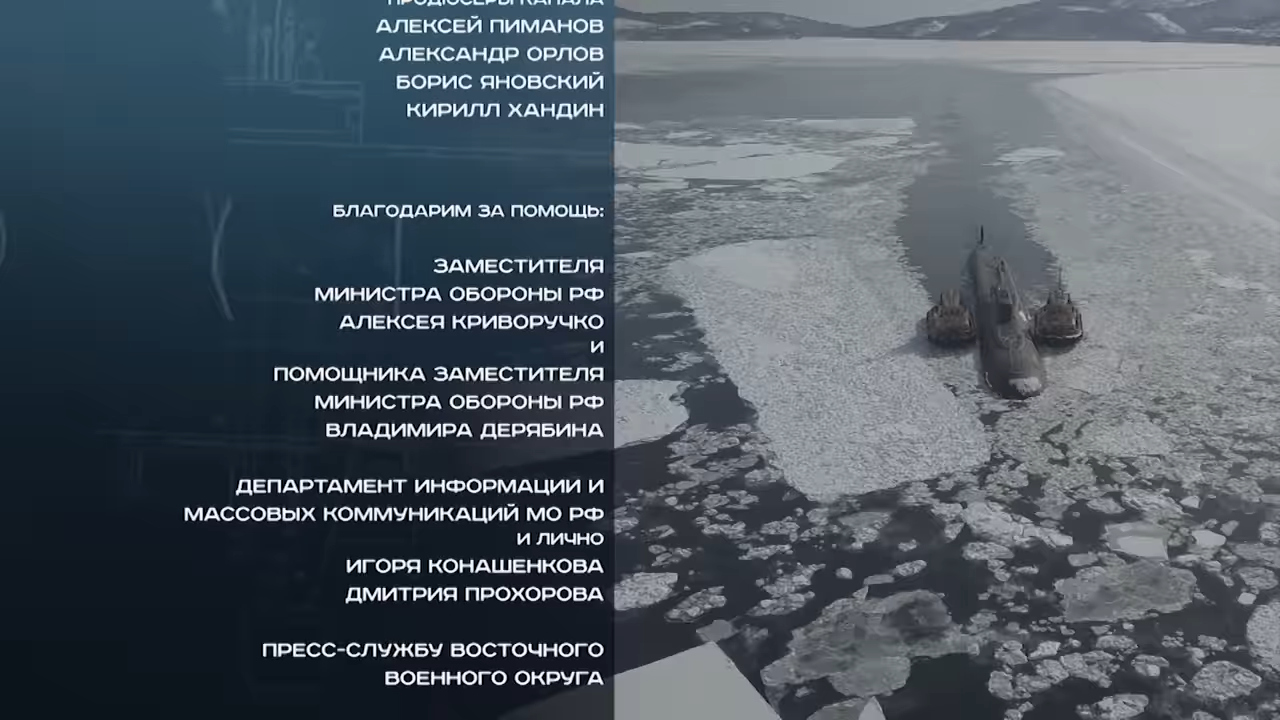 ПРОДЮСЕРЫ КАНАЛА
АЛЕКСЕЙ ПИМАНОВ
АЛЕКСАНДР ОРЛОВ
БОРИС ЯНОВСКИЙ
КИРИЛЛ ХАНДИН
БЛАГОДАРИМ ЗА ПОМОЩЬ:
ЗАМЕСТИТЕЛЯ
МИНИСТРА ОБОРОНЫ РФ
АЛЕКСЕЯ КРИВОРУЧКО
И
ПОМОЩНИКА ЗАМЕСТИТЕЛЯ
МИНИСТРА ОБОРОНЫ РФ
ВЛАДИМИРА ДЕРЯБИНА
ДЕПАРТАМЕНТ ИНФОРМАЦИИ И
МАССОВЫХ КОММУНИКАЦИЙ МО РФ
И ЛИЧНО
ИГОРЯ КОНАШЕНКОВА
ДМИТРИЯ ПРОХОРОВА
ПРЕСС-СЛУЖБУ ВОСТОЧНОГО
ВОЕННОГО ОКРУГА